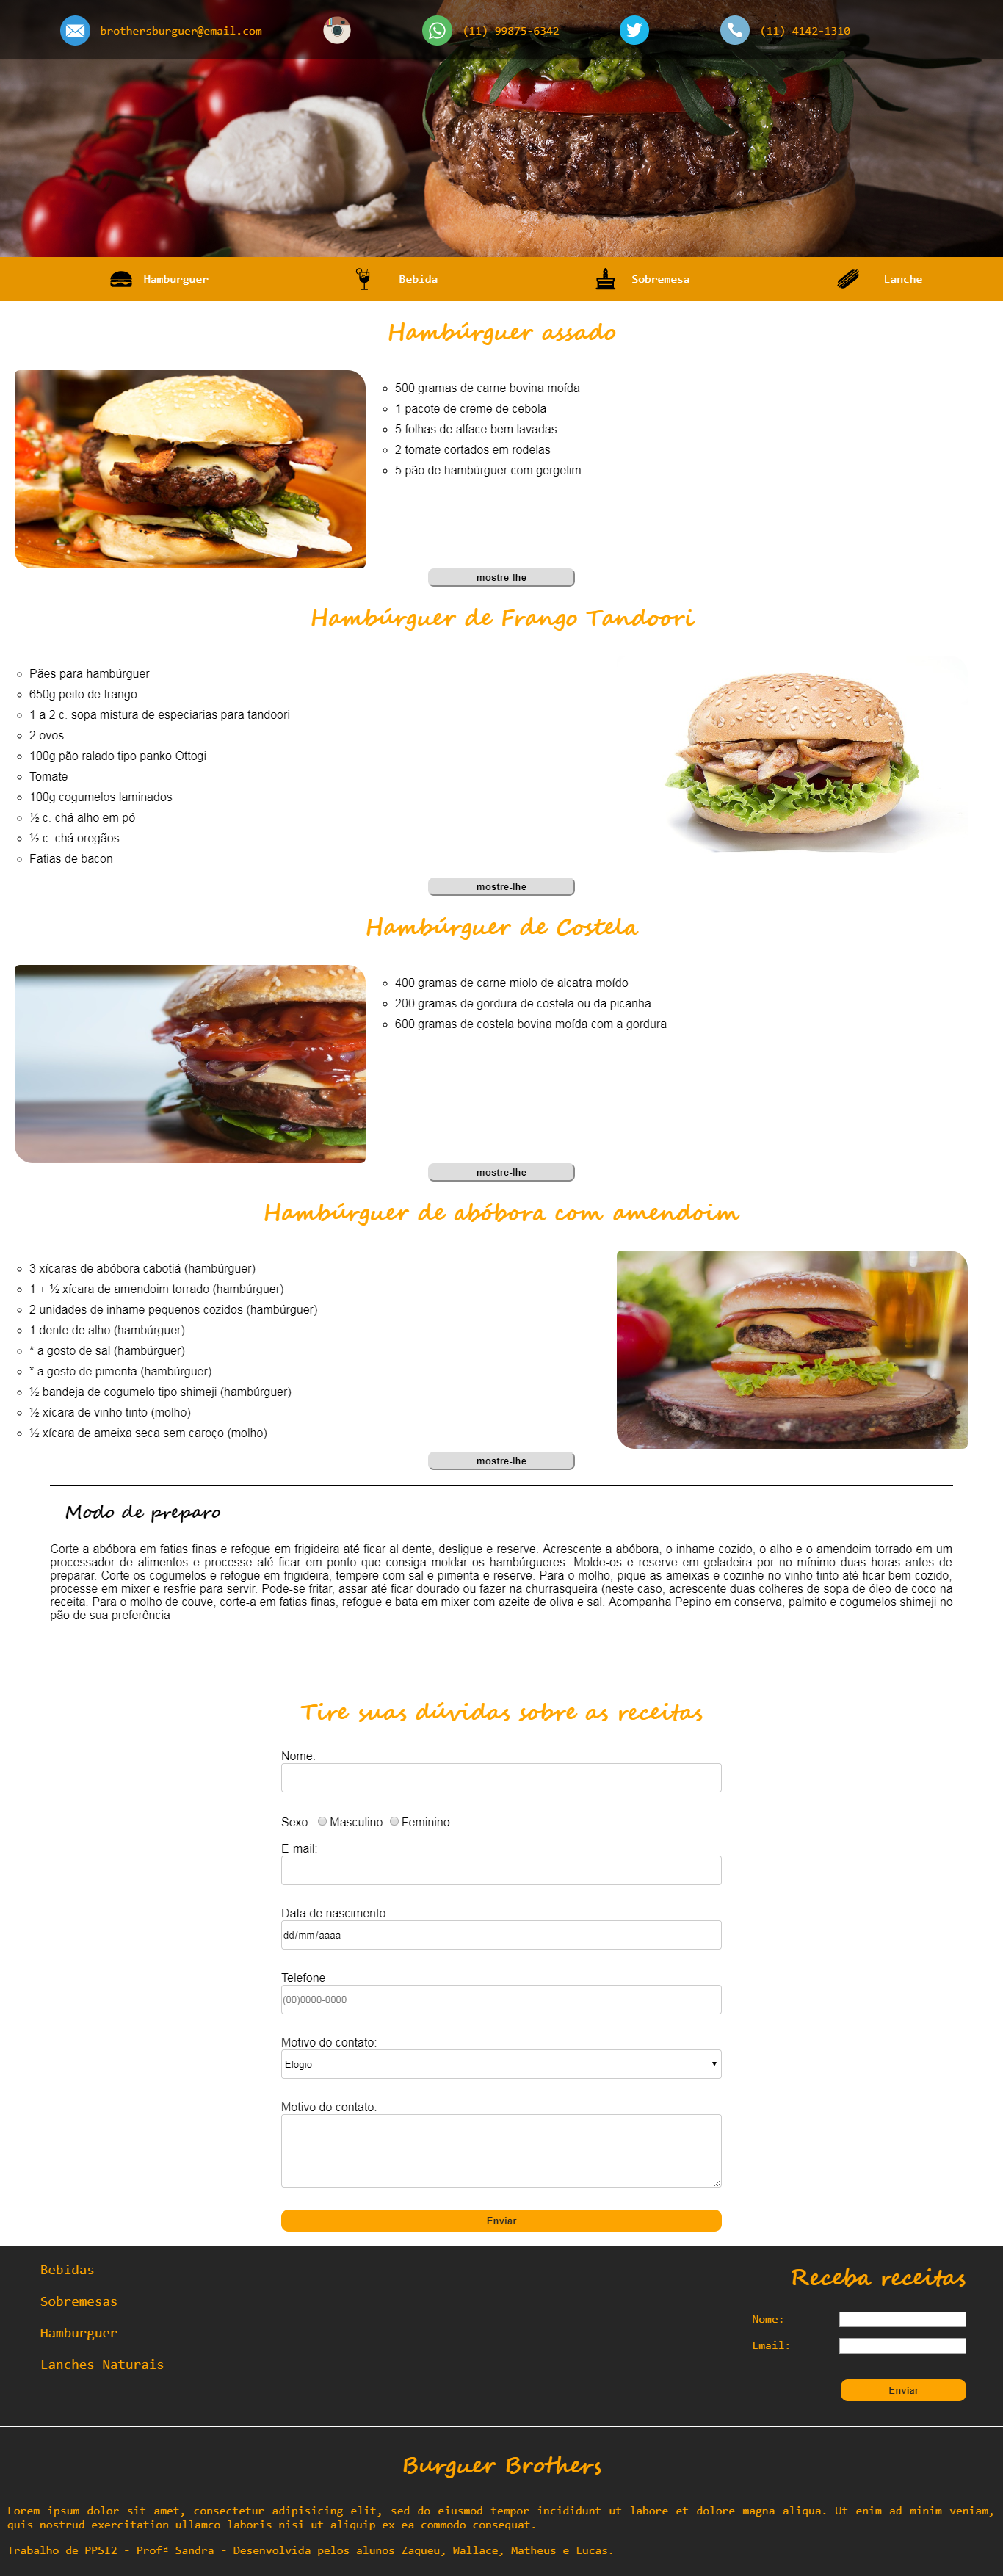 brothersburguer@email.com
(11) 99875-6342
(11) 4142-1310
Hamburguer
Bebida
Sobremesa
Lanche
Hambúrguer assado
500 gramas de carne bovina moída
1 pacote de creme de cebola
5 folhas de alface bem lavadas
2 tomate cortados em rodelas
5 pão de hambúrguer com gergelim
mostre-lhe
Hambúrguer de Frango Tandoori
Pães para hambúrguer
650g peito de frango
1 a 2 c. sopa mistura de especiarias para tandoori
2 ovos
100g pão ralado tipo panko Ottogi
Tomate
100g cogumelos laminados
½ c. chá alho em pó
½ c. chá oregãos
Fatias de bacon
mostre-lhe
Hambúrguer de Costela
400 gramas de carne miolo de alcatra moído
200 gramas de gordura de costela ou da picanha
600 gramas de costela bovina moída com a gordura
mostre-lhe
Hambúrguer de abóbora com amendoim
3 xícaras de abóbora cabotiá (hambúrguer)
1 + ½ xícara de amendoim torrado (hambúrguer)
2 unidades de inhame pequenos cozidos (hambúrguer)
1 dente de alho (hambúrguer)
* a gosto de sal (hambúrguer)
* a gosto de pimenta (hambúrguer)
½ bandeja de cogumelo tipo shimeji (hambúrguer)
½ xícara de vinho tinto (molho)
½ xícara de ameixa seca sem caroço (molho)
mostre-lhe
Modo de preparo
Corte a abóbora em fatias finas e refogue em frigideira até ficar al dente, desligue e reserve. Acrescente a abóbora, o inhame cozido, o alho e o amendoim torrado em um
processador de alimentos e processe até ficar em ponto que consiga moldar os hambúrgueres. Molde-os e reserve em geladeira por no mínimo duas horas antes de
preparar. Corte os cogumelos e refogue em frigideira, tempere com sal e pimenta e reserve. Para o molho, pique as ameixas e cozinhe no vinho tinto até ficar bem cozido,
processe em mixer e resfrie para servir. Pode-se fritar, assar até ficar dourado ou fazer na churrasqueira (neste caso, acrescente duas colheres de sopa de óleo de coco na
receita. Para o molho de couve, corte-a em fatias finas, refogue e bata em mixer com azeite de oliva e sal. Acompanha Pepino em conserva, palmito e cogumelos shimeji no
pão de sua preferência
Tire suas dúvidas sobre as receitas
Nome:
Sexo: Masculino Feminino
E-mail:
Data de nascimento:
dd/mm/aaaa
Telefone
(00)0000-0000
Motivo do contato:
Elogio
Motivo do contato:
Enviar
Bebidas
Sobremesas
Hamburguer
Lanches Naturais
Receba receitas
Nome:
Email:
Enviar
Burguer Brothers
Lorem ipsum dolor sit amet, consectetur adipisicing elit, sed do eiusmod tempor incididunt ut labore et dolore magna aliqua. Ut enim ad minim veniam,
quis nostrud exercitation ullamco laboris nisi ut aliquip ex ea commodo consequat.
Trabalho de PPSI2 - Profª Sandra - Desenvolvida pelos alunos Zaqueu, Wallace, Matheus e Lucas.